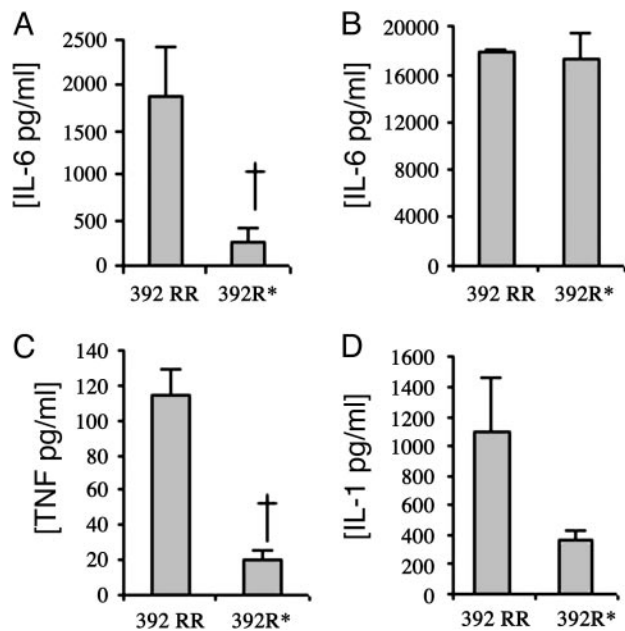 A
[IL-6 pg/ml]
2500
2000
1500
1000
500
0
†
392 RR 392R*
B
[IL-6 pg/ml]
20000
16000
12000
8000
4000
0
392 RR 392R*
C
[TNF pg/ml]
140
120
100
80
60
40
20
0
†
392 RR 392R*
D
[IL-1 pg/ml]
1600
1400
1200
1000
800
600
400
200
0
392 RR 392R*